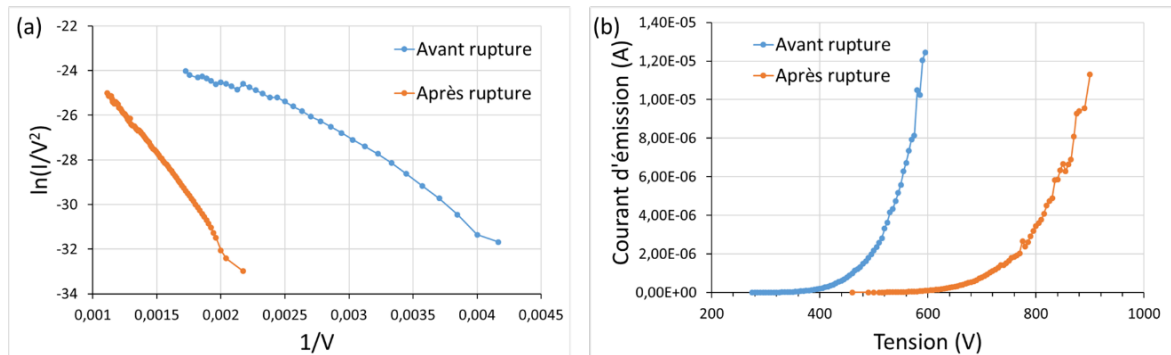 (a)
ln(I/V²)
-24
-22
-26
-28
-30
-32
-34
Avant rupture
Après rupture
0,001 0,0015 0,002 0,0025 0,003 0,0035 0,004 0,0045
1/V
(b)
Courant d'émission (A)
1,40E-05
1,20E-05
1,00E-05
8,00E-06
6,00E-06
4,00E-06
2,00E-06
0,00E+00
Avant rupture
Après rupture
200 400 600 800 1000
Tension (V)